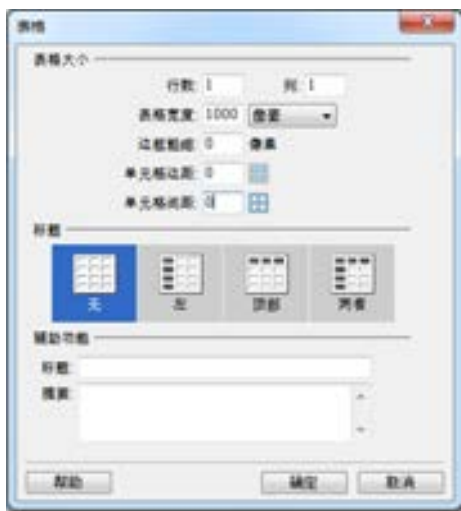 表格
表格大小
行数: 1 列: 1
表格宽度: 1000 像素
边框粗细: 0 像素
单元格边距: 0
单元格间距: 0
标题
无 左 顶部 两者
辅助功能
标题:
摘要:
帮助 确定 取消